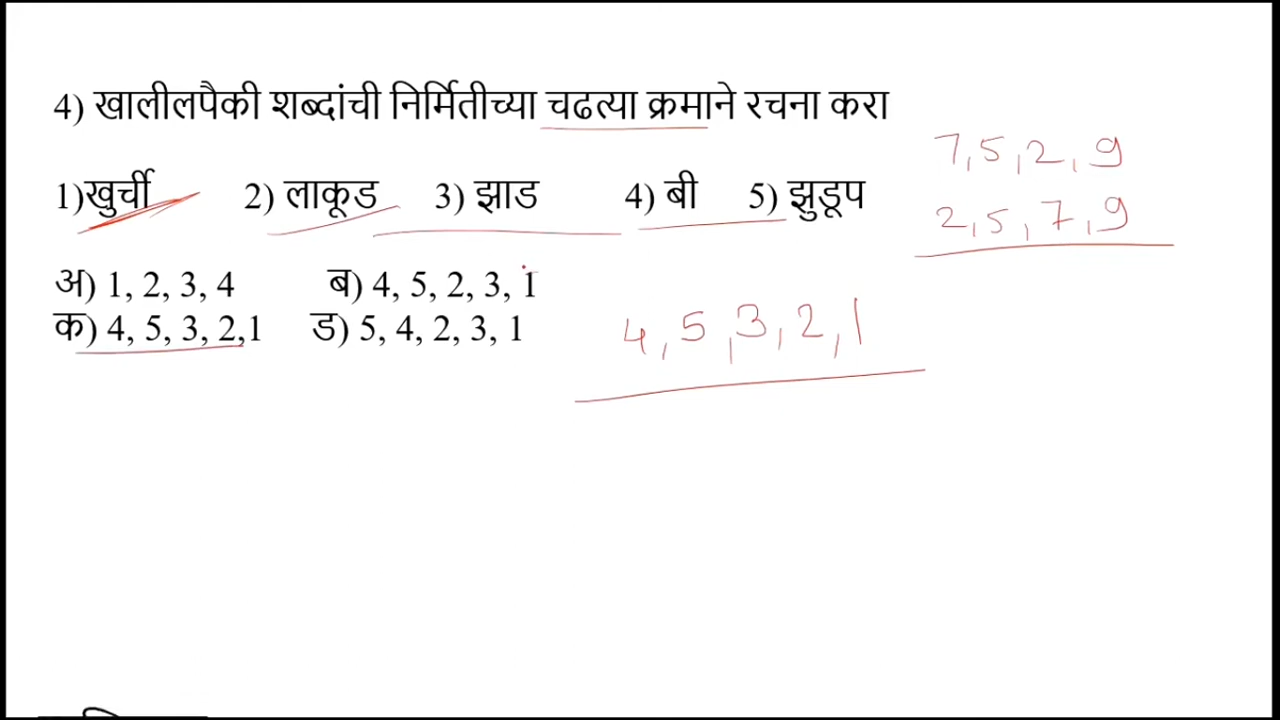 4) खालीलपैकी शब्दांची निर्मितीच्या चढत्या क्रमाने रचना करा
7, 5, 2, 9
1)खुर्ची 2) लाकूड 3) झाड 4) बी 5) झुडूप
2, 5, 7, 9
अ) 1, 2, 3, 4 ब) 4, 5, 2, 3, 1
क) 4, 5, 3, 2,1 ड) 5, 4, 2, 3, 1
4, 5, 3, 2, 1